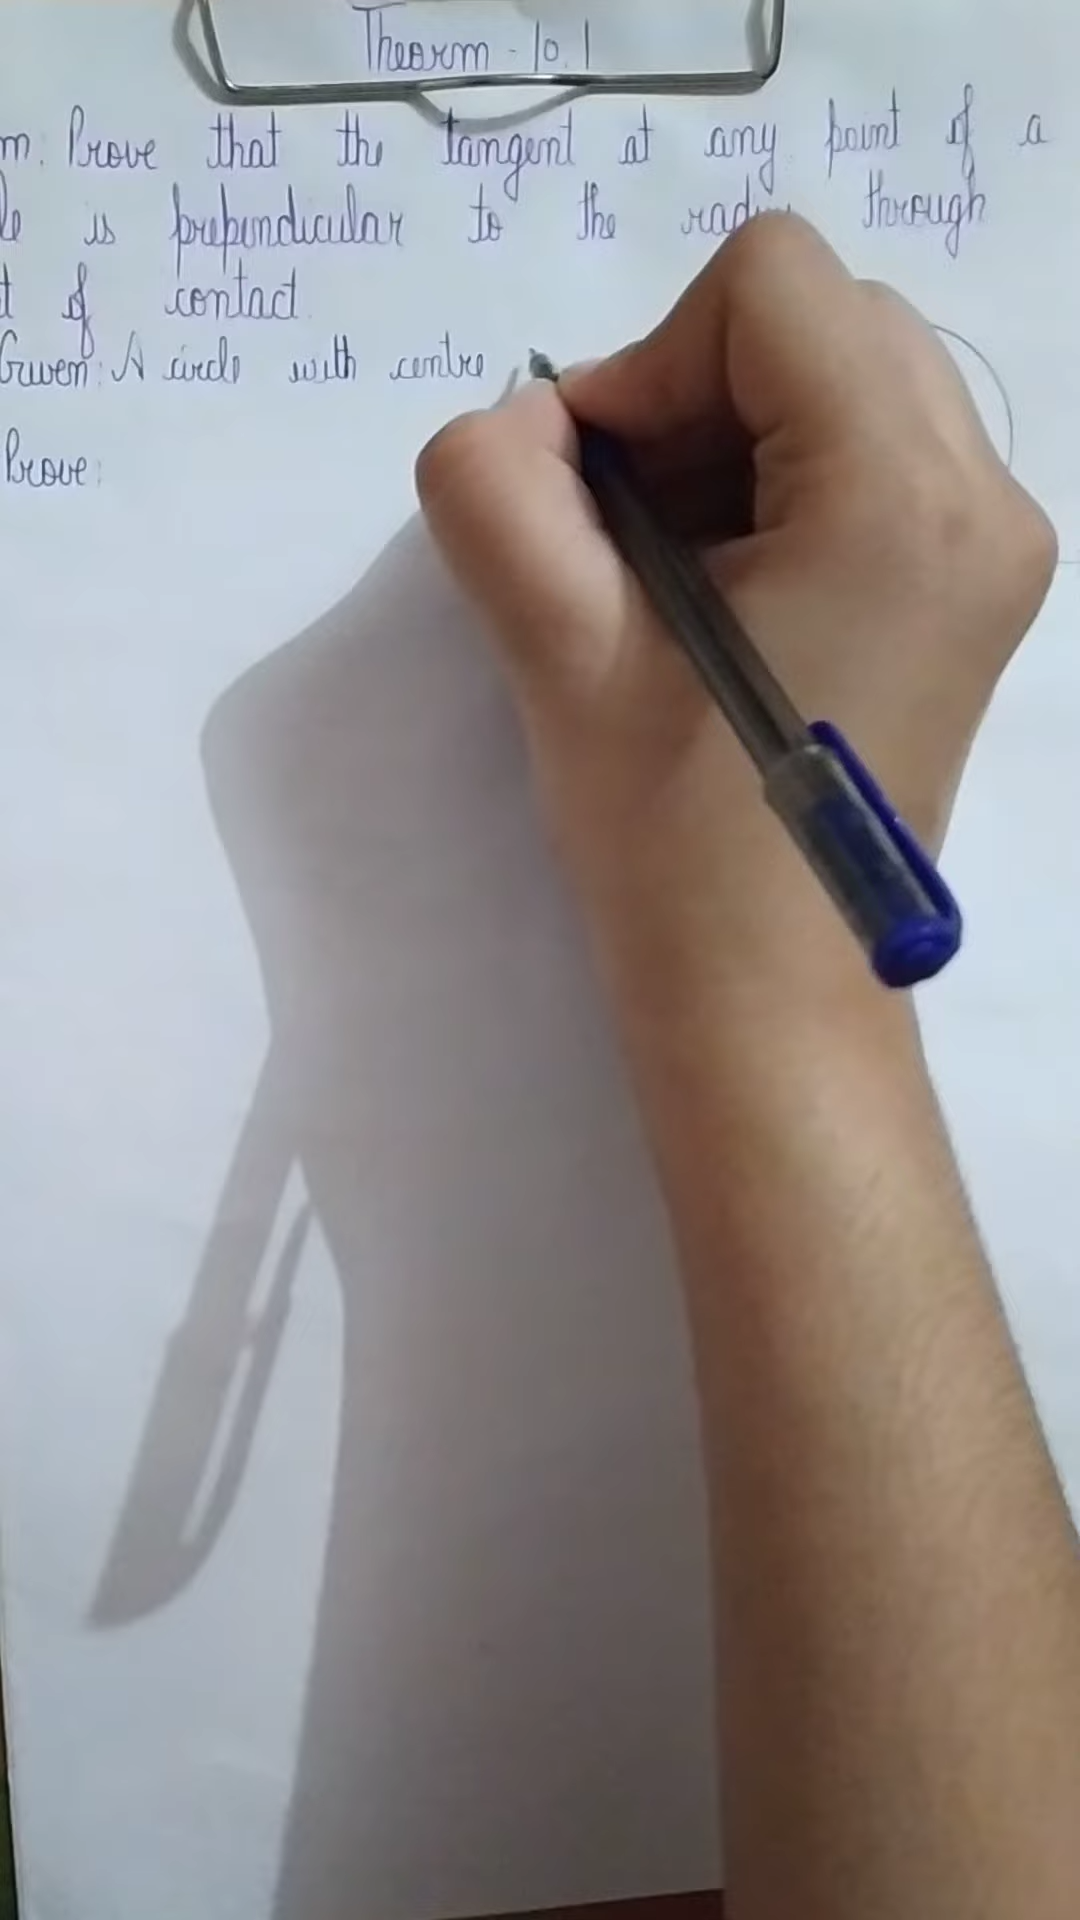 Theorm - 10.1
m: Prove that the tangent at any point of a
le is prependicular to the radius through
t of contact.
Given: A circle with centre
Prove: